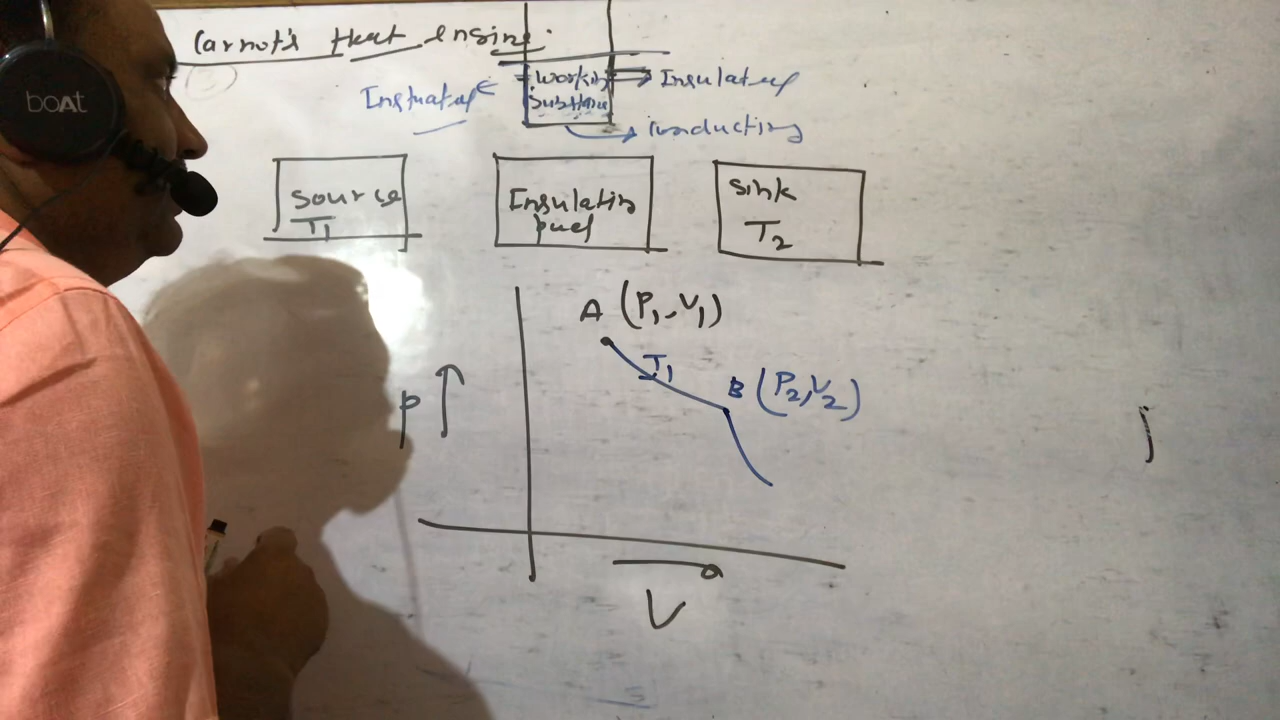 boAt
Carnot's Heat engine.
Insulated
Working
Substance
Insulated
Conducting
Source
T1
Insulatin
pad
Sink
T2
A (P1, V1)
T1
B (P2, V2)
P
V